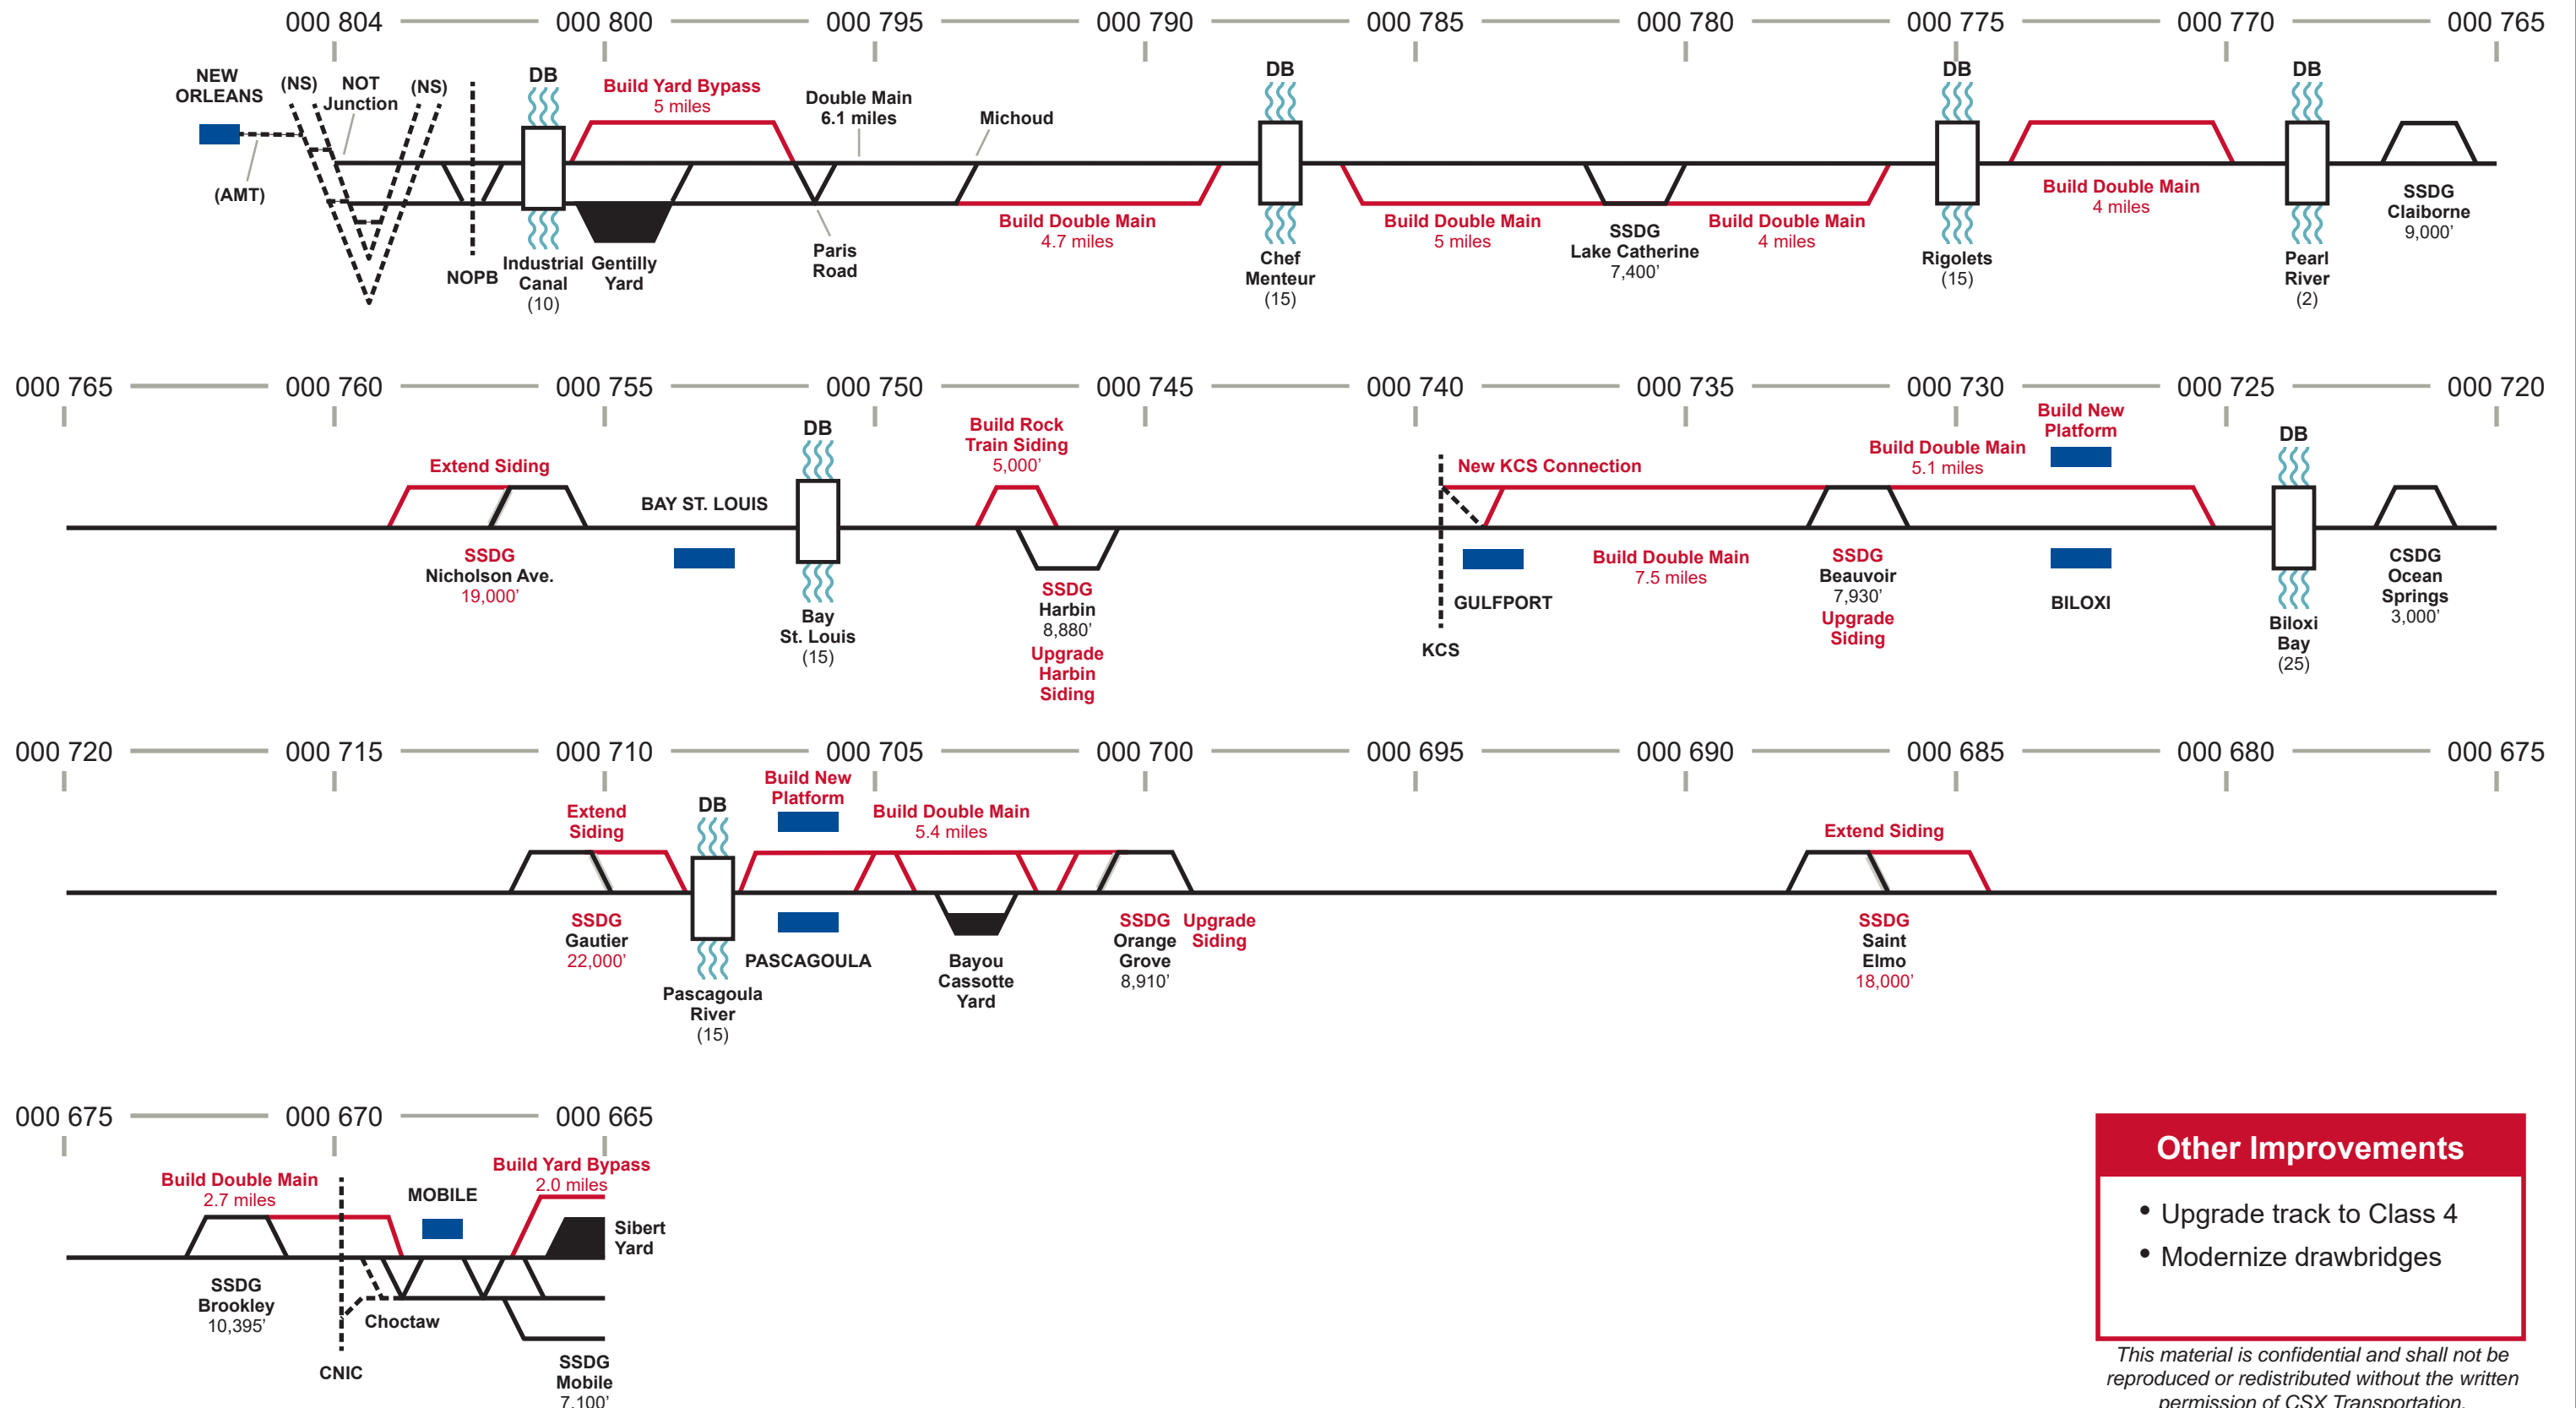 000 804 000 800 000 795 000 790 000 785 000 780 000 775 000 770 000 765
NEW
ORLEANS
(NS)
NOT
Junction
(NS)
(AMT)
NOPB
DB
Industrial
Canal
(10)
Build Yard Bypass
5 miles
Gentilly
Yard
Double Main
6.1 miles
Paris
Road
Michoud
Build Double Main
4.7 miles
DB
Chef
Menteur
(15)
Build Double Main
5 miles
SSDG
Lake Catherine
7,400’
Build Double Main
4 miles
DB
Rigolets
(15)
Build Double Main
4 miles
DB
Pearl
River
(2)
SSDG
Claiborne
9,000’
000 765 000 760 000 755 000 750 000 745 000 740 000 735 000 730 000 725 000 720
Extend Siding
SSDG
Nicholson Ave.
19,000’
BAY ST. LOUIS
DB
Bay
St. Louis
(15)
Build Rock
Train Siding
5,000’
SSDG
Harbin
8,880’
Upgrade
Harbin
Siding
KCS
New KCS Connection
GULFPORT
Build Double Main
7.5 miles
SSDG
Beauvoir
7,930’
Upgrade
Siding
Build Double Main
5.1 miles
Build New
Platform
BILOXI
DB
Biloxi
Bay
(25)
CSDG
Ocean
Springs
3,000’
000 720 000 715 000 710 000 705 000 700 000 695 000 690 000 685 000 680 000 675
Extend
Siding
SSDG
Gautier
22,000’
DB
Pascagoula
River
(15)
Build New
Platform
PASCAGOULA
Build Double Main
5.4 miles
Bayou
Cassotte
Yard
SSDG
Orange
Grove
8,910’
Upgrade
Siding
Extend Siding
SSDG
Saint
Elmo
18,000’
000 675 000 670 000 665
Build Double Main
2.7 miles
SSDG
Brookley
10,395’
CNIC
Choctaw
MOBILE
Build Yard Bypass
2.0 miles
Sibert
Yard
SSDG
Mobile
7,100’
Other Improvements
• Upgrade track to Class 4
• Modernize drawbridges
This material is confidential and shall not be
reproduced or redistributed without the written
permission of CSX Transportation.